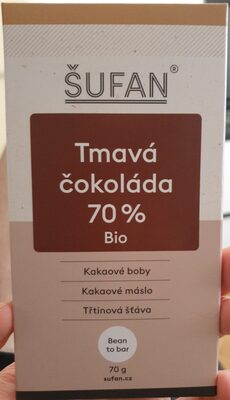 ŠUFAN®
Tmavá
čokoláda
70 %
Bio
Kakaové boby
Kakaové máslo
Třtinová šťáva
Bean
to bar
70 g
sufan.cz